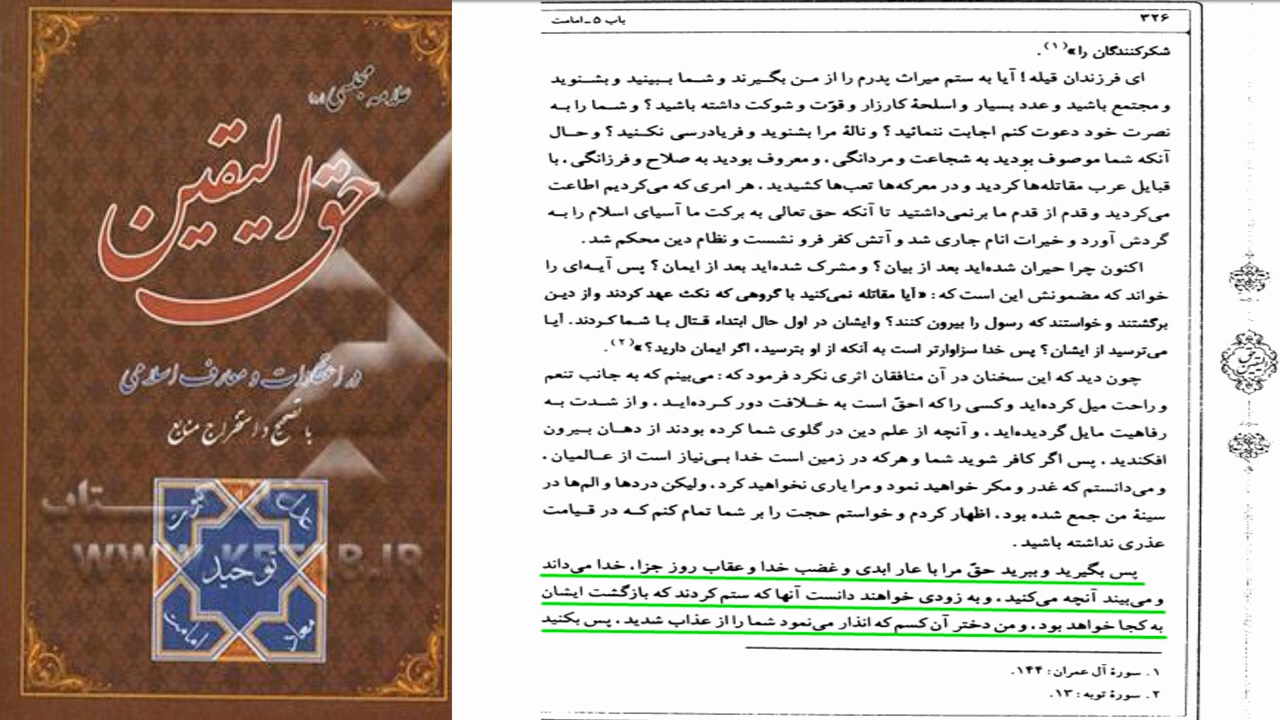 علامه مجلسی (ره)
حق الیقین
در اعتقادات و معارف اسلامی
با تصحیح و استخراج منابع
ـتاب
WWW.KETAB.IR
عدل
نبوت
توحید
معاد
امامت
۳۲۶
باب ۵ ـ امامت
شکرکنندگان را»(۱).
ای فرزندان قیله! آیا به ستم میراث پدرم را از من بگیرند و شما ببینید و بشنوید
و مجتمع باشید و عدد بسیار و اسلحهٔ کارزار و قوّت و شوکت داشته باشید؟ و شما را به
نصرت خود دعوت کنم اجابت ننمائید؟ و نالهٔ مرا بشنوید و فریادرسی نکنید؟ و حال
آنکه شما موصوف بودید به شجاعت و مردانگی، و معروف بودید به صلاح و فرزانگی، با
قبایل عرب مقاتله‌ها کردید و در معرکه‌ها تعب‌ها کشیدید، هر امری که می‌کردیم اطاعت
می‌کردید و قدم از قدم ما برنمی‌داشتید تا آنکه حق تعالی به برکت ما آسیای اسلام را به
گردش آورد و خیرات انام جاری شد و آتش کفر فرو نشست و نظام دین محکم شد.
اکنون چرا حیران شده‌اید بعد از بیان؟ و مشرک شده‌اید بعد از ایمان؟ پس آیه‌ای را
خواند که مضمونش این است که: «آیا مقاتله نمی‌کنید با گروهی که نکث عهد کردند و از دین
برگشتند و خواستند که رسول را بیرون کنند؟ و ایشان در اول حال ابتداء قتال با شما کردند. آیا
می‌ترسید از ایشان؟ پس خدا سزاوارتر است به آنکه از او بترسید، اگر ایمان دارید؟»(۲).
چون دید که این سخنان در آن منافقان اثری نکرد فرمود که: می‌بینم که به جانب تنعم
و راحت میل کرده‌اید و کسی را که احقّ است به خلافت دور کرده‌اید، و از شدت به
رفاهیت مایل گردیده‌اید، و آنچه از علم دین در گلوی شما کرده بودند از دهان بیرون
افکندید، پس اگر کافر شوید شما و هرکه در زمین است خدا بی‌نیاز است از عالمیان،
و می‌دانستم که غدر و مکر خواهید نمود و مرا یاری نخواهید کرد، ولیکن دردها و الم‌ها در
سینهٔ من جمع شده بود، اظهار کردم و خواستم حجت را بر شما تمام کنم که در قیامت
عذری نداشته باشید.
پس بگیرید و ببرید حقّ مرا با عار ابدی و غضب خدا و عقاب روز جزا، خدا می‌داند
و می‌بیند آنچه می‌کنید، و به زودی خواهند دانست آنها که ستم کردند که بازگشت ایشان
به کجا خواهد بود، و من دختر آن کسم که انذار می‌نمود شما را از عذاب شدید، پس بکنید
۱. سورهٔ آل عمران: ۱۴۴.
۲. سورهٔ توبه: ۱۳.
حق الیقین